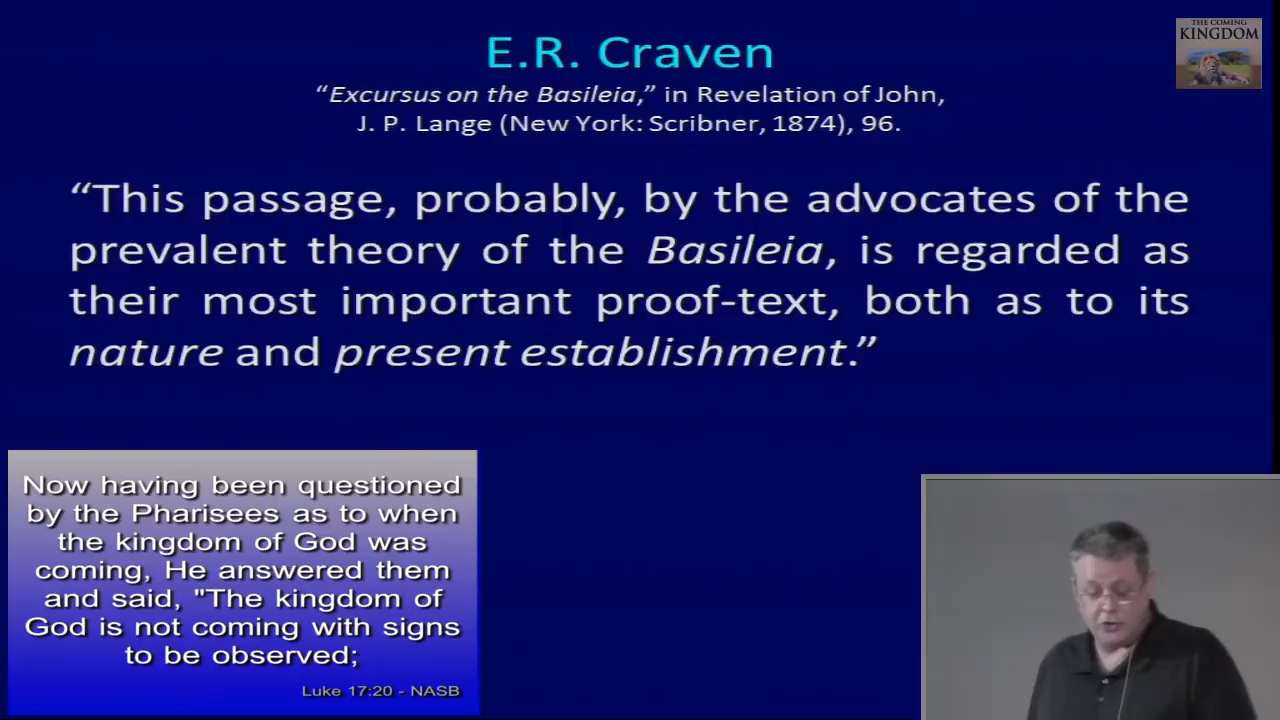 E.R. Craven
“Excursus on the Basileia,” in Revelation of John,
J. P. Lange (New York: Scribner, 1874), 96.
THE COMING
KINGDOM
“This passage, probably, by the advocates of the
prevalent theory of the Basileia, is regarded as
their most important proof-text, both as to its
nature and present establishment.”
Now having been questioned
by the Pharisees as to when
the kingdom of God was
coming, He answered them
and said, "The kingdom of
God is not coming with signs
to be observed;
Luke 17:20 - NASB